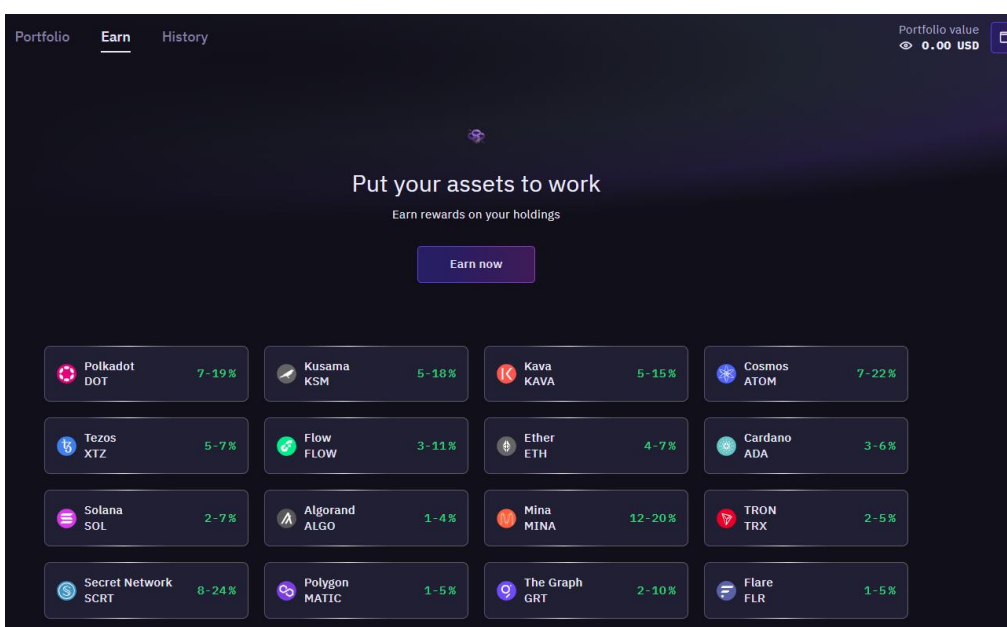 Portfolio Earn History
Portfolio value
0.00 USD
Put your assets to work
Earn rewards on your holdings
Earn now
Polkadot
DOT
7-19%
Kusama
KSM
5-18%
Kava
KAVA
5-15%
Cosmos
ATOM
7-22%
Tezos
XTZ
5-7%
Flow
FLOW
3-11%
Ether
ETH
4-7%
Cardano
ADA
3-6%
Solana
SOL
2-7%
Algorand
ALGO
1-4%
Mina
MINA
12-20%
TRON
TRX
2-5%
Secret Network
SCRT
8-24%
Polygon
MATIC
1-5%
The Graph
GRT
2-10%
Flare
FLR
1-5%